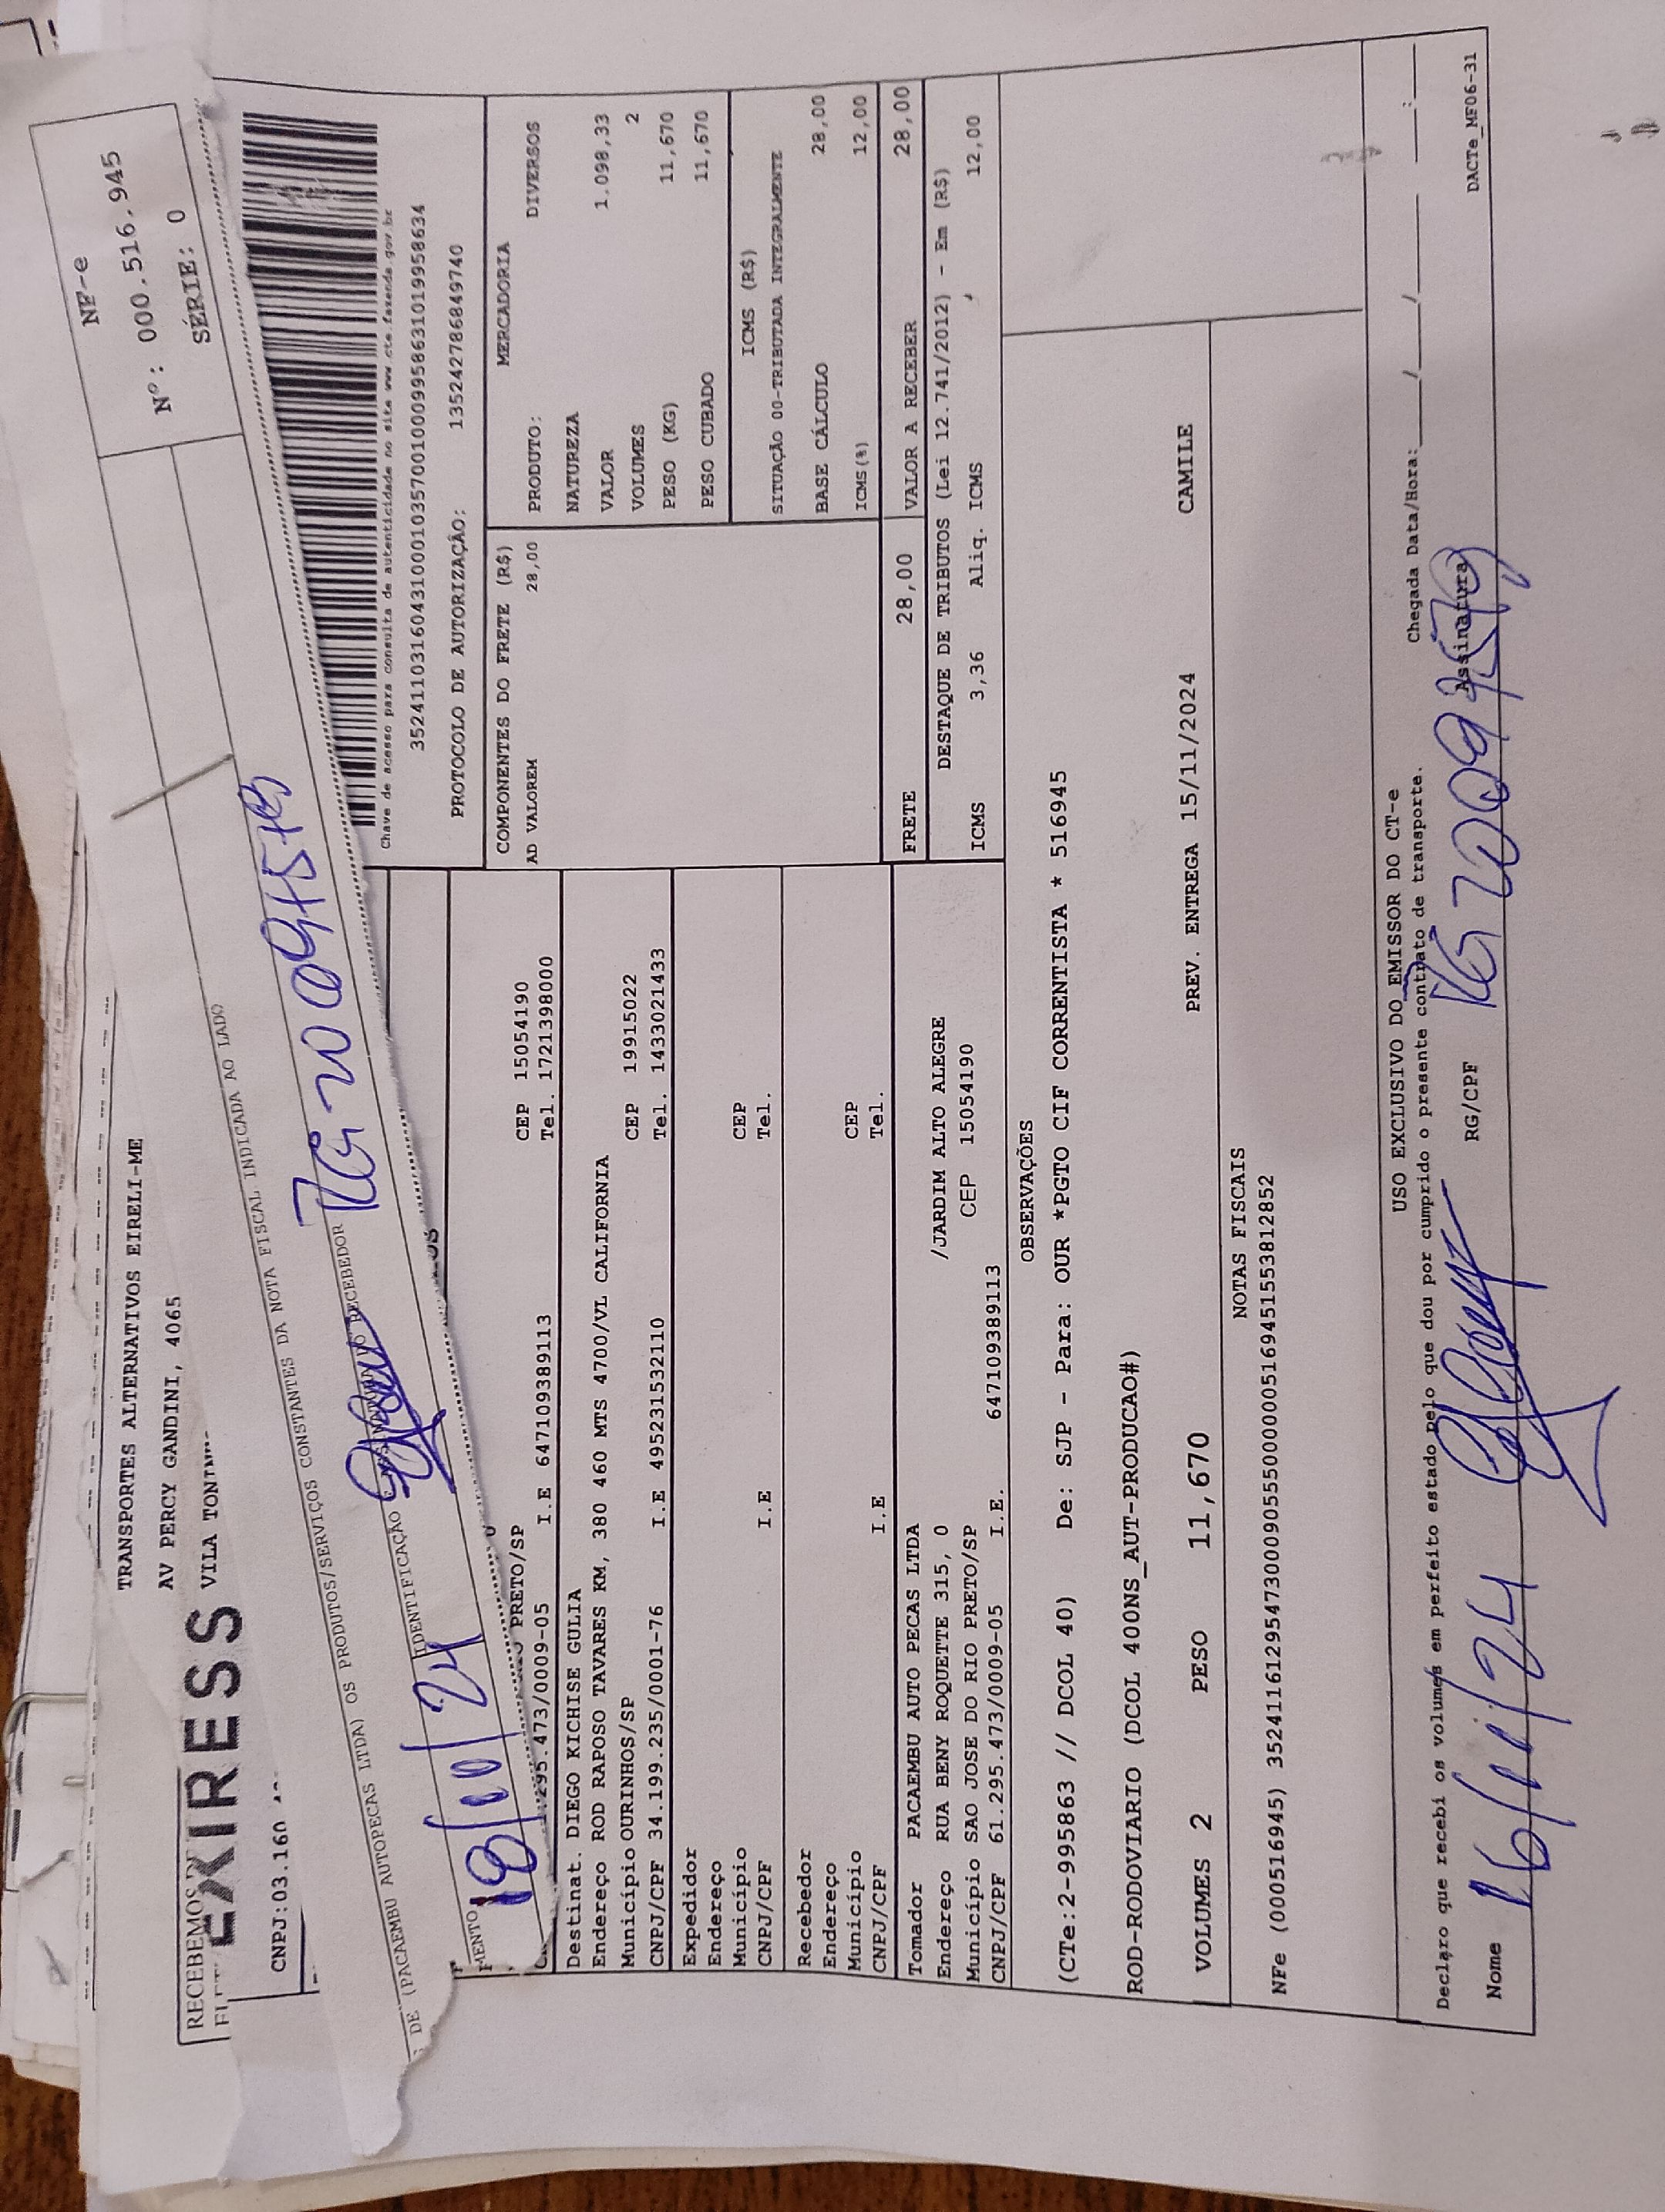 NF-e
Nº: 000.516.945
SÉRIE: 0
TRANSPORTES ALTERNATIVOS EIRELI-ME
AV PERCY GANDINI, 4065
VILA
RECEBEMOS
EXPRESS
CNPJ:03.160
DE (PACAEMBU AUTOPECAS LTDA) OS PRODUTOS/SERVIÇOS CONSTANTES DA NOTA FISCAL INDICADA AO LADO
IDENTIFICAÇÃO RECEBEDOR
RG 2009
Chave de acesso para consulta de autenticidade no site www.cte.fazenda.gov.br
35241103160431000103570010009958631019958634
PROTOCOLO DE AUTORIZAÇÃO: 135242786849740
PRETO/SP CEP 15054190
295.473/0009-05 I.E 647109389113 Tel. 1721398000
Destinat. DIEGO KICHISE GULIA
Endereço ROD RAPOSO TAVARES KM, 380 460 MTS 4700/VL CALIFORNIA
Município OURINHOS/SP CEP 19915022
CNPJ/CPF 34.199.235/0001-76 I.E 495231532110 Tel. 1433021433
Expedidor
Endereço
Município CEP
CNPJ/CPF I.E Tel.
Recebedor
Endereço
Município CEP
CNPJ/CPF I.E Tel.
Tomador PACAEMBU AUTO PECAS LTDA
Endereço RUA BENY ROQUETTE 315, 0 /JARDIM ALTO ALEGRE
Município SAO JOSE DO RIO PRETO/SP CEP 15054190
CNPJ/CPF 61.295.473/0009-05 I.E. 647109389113
COMPONENTES DO FRETE (R$)
AD VALOREM 28,00
MERCADORIA
PRODUTO: DIVERSOS
NATUREZA
VALOR 1.098,33
VOLUMES 2
PESO (KG) 11,670
PESO CUBADO 11,670
ICMS (R$)
SITUAÇÃO 00-TRIBUTADA INTEGRALMENTE
BASE CÁLCULO 28,00
ICMS(%) 12,00
FRETE 28,00 VALOR A RECEBER 28,00
DESTAQUE DE TRIBUTOS (Lei 12.741/2012) - Em (R$)
ICMS 3,36 Aliq. ICMS 12,00
OBSERVAÇÕES
(CTe:2-995863 // DCOL 40) De: SJP - Para: OUR *PGTO CIF CORRENTISTA * 516945
ROD-RODOVIARIO (DCOL 400NS_AUT-PRODUCAO#)
VOLUMES 2 PESO 11,670 PREV. ENTREGA 15/11/2024 CAMILE
NOTAS FISCAIS
NFe (000516945) 35241161295473000905550000005169451553812852
USO EXCLUSIVO DO EMISSOR DO CT-e
Declaro que recebi os volumes em perfeito estado pelo que dou por cumprido o presente contrato de transporte. Chegada Data/Hora: ___/___/___ ___:___
Nome 16/11/24 RG/CPF RG 2009 Assinatura
DACTe_MF06-31